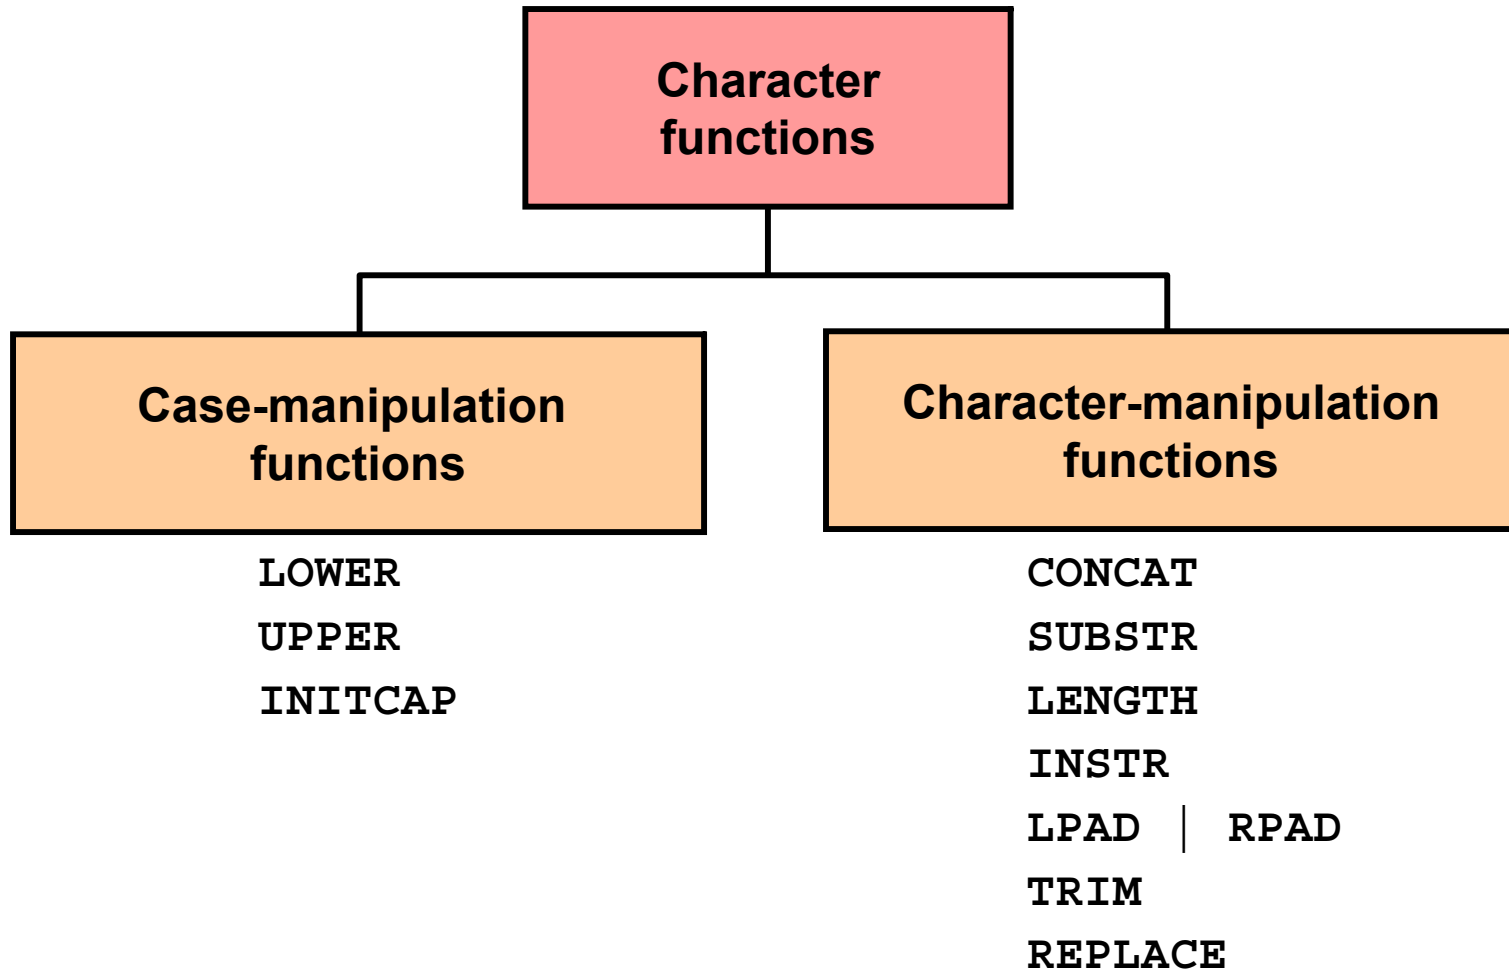 Character
functions
Case-manipulation
functions
Character-manipulation
functions
LOWER
UPPER
INITCAP
CONCAT
SUBSTR
LENGTH
INSTR
LPAD | RPAD
TRIM
REPLACE